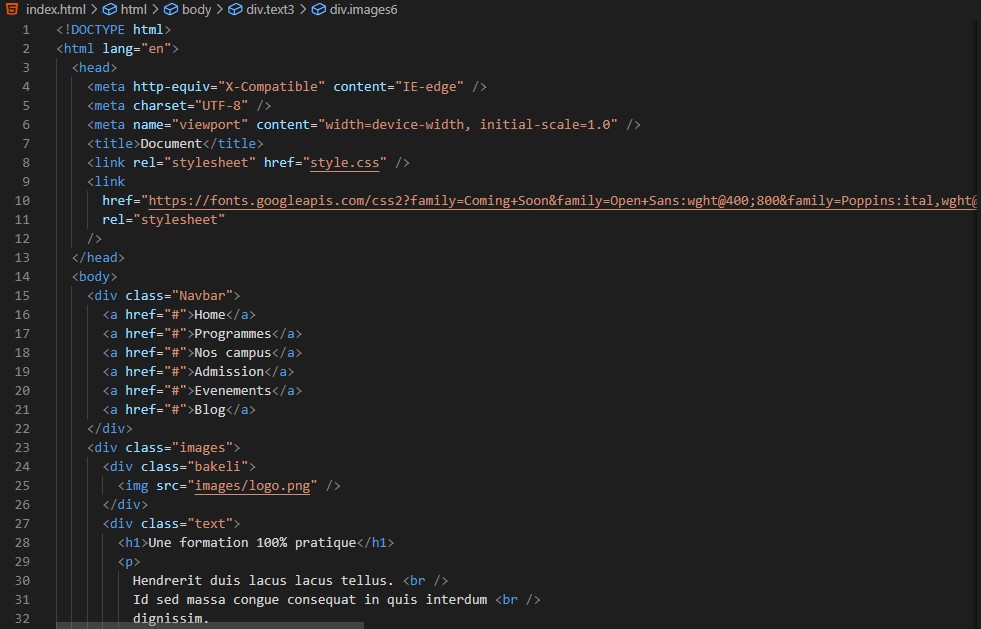 index.html > html > body > div.text3 > div.images6
1 <!DOCTYPE html>
2 <html lang="en">
3 <head>
4 <meta http-equiv="X-Compatible" content="IE-edge" />
5 <meta charset="UTF-8" />
6 <meta name="viewport" content="width=device-width, initial-scale=1.0" />
7 <title>Document</title>
8 <link rel="stylesheet" href="style.css" />
9 <link
10 href="https://fonts.googleapis.com/css2?family=Coming+Soon&family=Open+Sans:wght@400;800&family=Poppins:ital,wght@
11 rel="stylesheet"
12 />
13 </head>
14 <body>
15 <div class="Navbar">
16 <a href="#">Home</a>
17 <a href="#">Programmes</a>
18 <a href="#">Nos campus</a>
19 <a href="#">Admission</a>
20 <a href="#">Evenements</a>
21 <a href="#">Blog</a>
22 </div>
23 <div class="images">
24 <div class="bakeli">
25 <img src="images/logo.png" />
26 </div>
27 <div class="text">
28 <h1>Une formation 100% pratique</h1>
29 <p>
30 Hendrerit duis lacus lacus tellus. <br />
31 Id sed massa congue consequat in quis interdum <br />
32 dignissim.